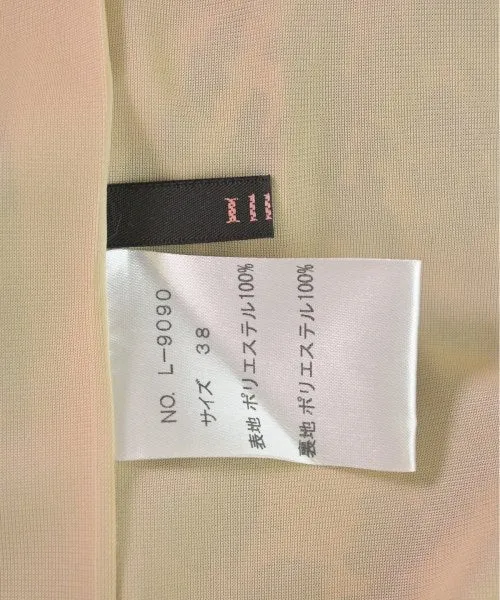 NO. L-9090
サイズ 38
表地 ポリエステル100%
裏地 ポリエステル100%